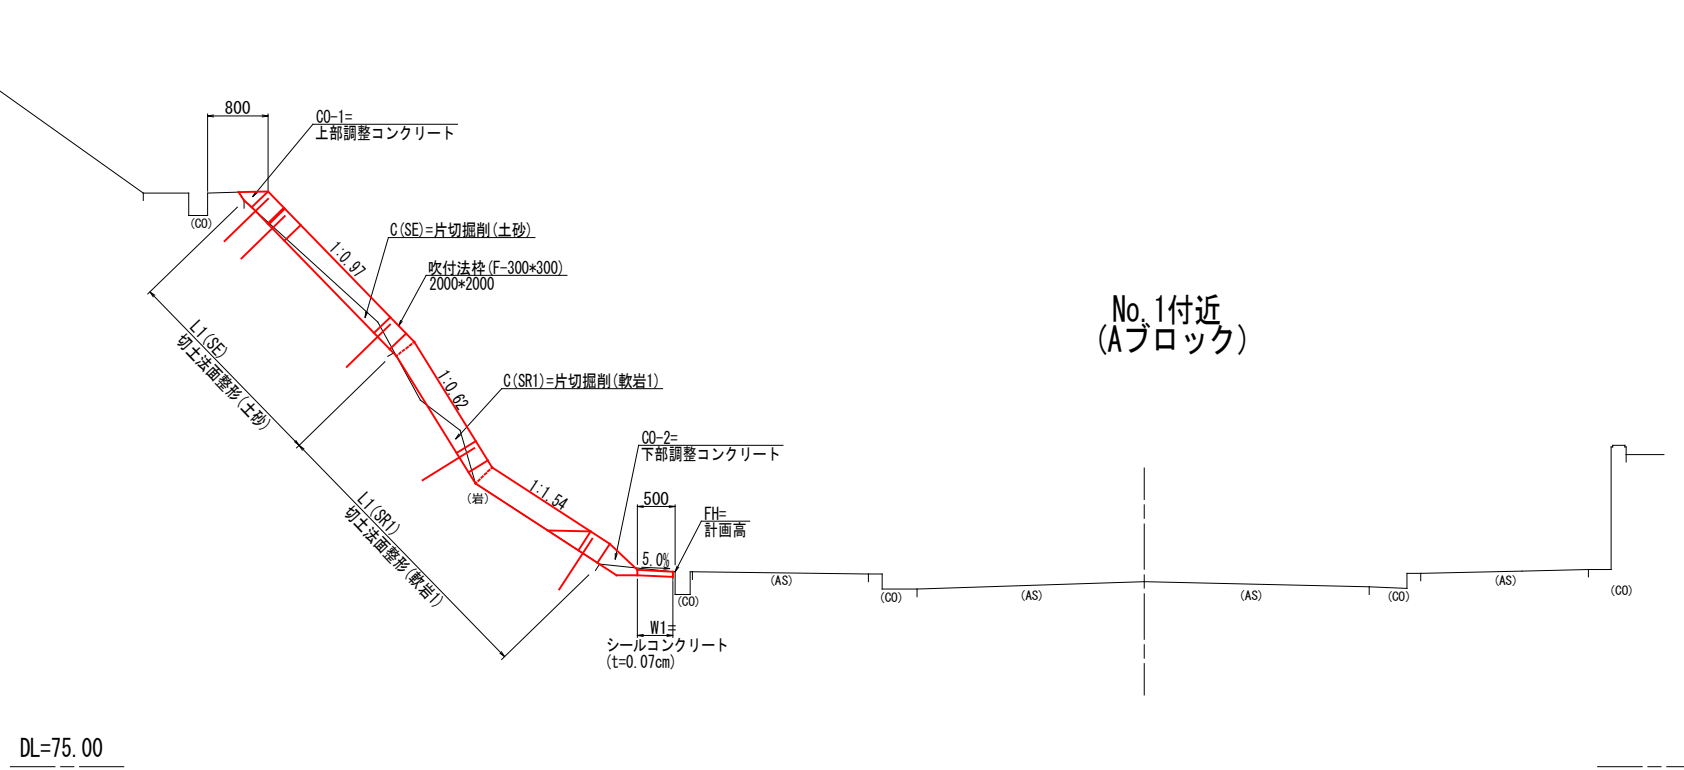 800
CO-1=
上部調整コンクリート
(CO)
C(SE)=片切掘削(土砂)
1:0.97
吹付法枠(F-300*300)
2000*2000
No.1付近
(Aブロック)
L1(SE)
切土法面整形(土砂)
1:0.62
C(SR1)=片切掘削(軟岩1)
CO-2=
下部調整コンクリート
1:1.54
(岩)
500
L1(SR1)
切土法面整形(軟岩1)
FH=
計画高
5.0%
(AS)
(CO)
(CO)
(AS)
(AS)
(CO)
(AS)
(CO)
W1=
シールコンクリート
(t=0.07cm)
DL=75.00